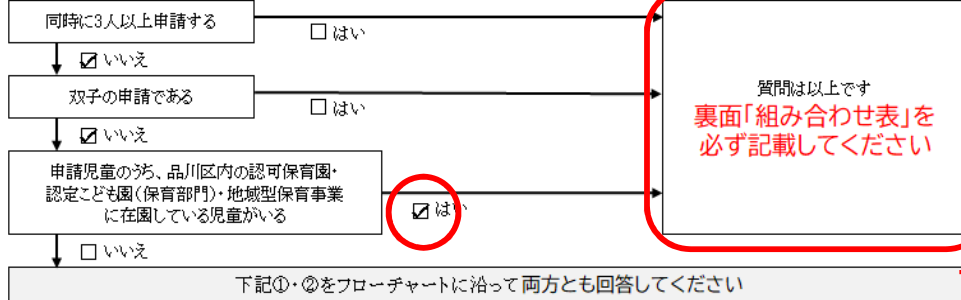 同時に3人以上申請する
はい
いいえ
双子の申請である
はい
いいえ
申請児童のうち、品川区内の認可保育園・
認定こども園(保育部門)・地域型保育事業
に在園している児童がいる
はい
いいえ
質問は以上です
裏面「組み合わせ表」を
必ず記載してください
下記①・②をフローチャートに沿って両方とも回答してください